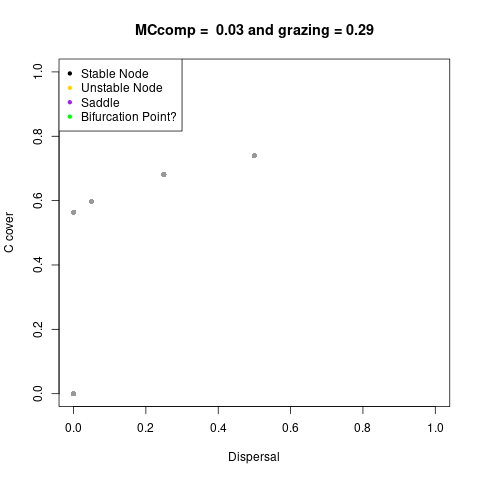 MCcomp =  0.03 and grazing = 0.29
Stable Node
Unstable Node
Saddle
Bifurcation Point?
C cover
1.0
0.8
0.6
0.4
0.2
0.0
0.0 0.2 0.4 0.6 0.8 1.0
Dispersal